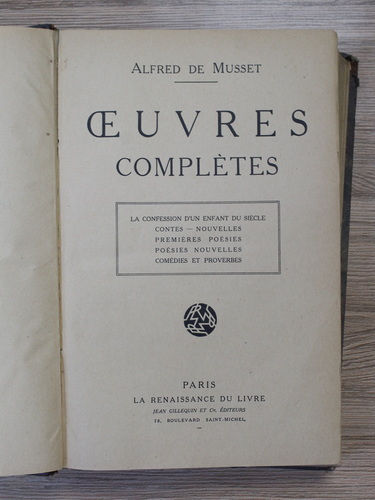 ALFRED DE MUSSET
ŒUVRES
COMPLÈTES
LA CONFESSION D'UN ENFANT DU SIÈCLE
CONTES — NOUVELLES
PREMIÈRES POÉSIES
POÉSIES NOUVELLES
COMÉDIES ET PROVERBES
PARIS
LA RENAISSANCE DU LIVRE
JEAN GILLEQUIN ET Cie, ÉDITEURS
78, BOULEVARD SAINT-MICHEL,